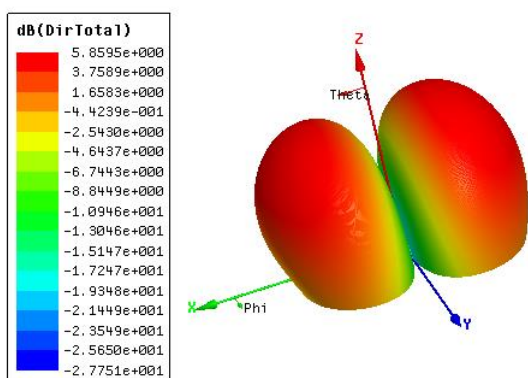 dB(DirTotal)
5.8595e+000
3.7589e+000
1.6583e+000
-4.4239e-001
-2.5430e+000
-4.6437e+000
-6.7443e+000
-8.8449e+000
-1.0946e+001
-1.3046e+001
-1.5147e+001
-1.7247e+001
-1.9348e+001
-2.1449e+001
-2.3549e+001
-2.5650e+001
-2.7751e+001
Z
Theta
X
Phi
Y